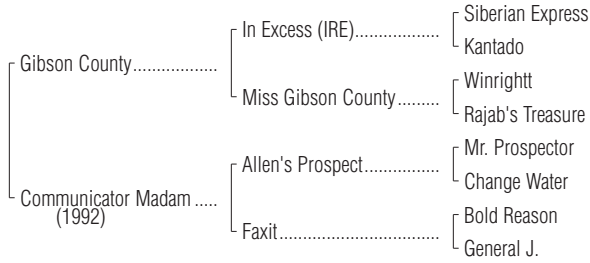 Siberian Express
In Excess (IRE)..................
Kantado
Gibson County..................
Winrightt
Miss Gibson County.........
Rajab's Treasure
Mr. Prospector
Allen's Prospect................
Change Water
Communicator Madam .....
(1992)
Bold Reason
Faxit..................................
General J.